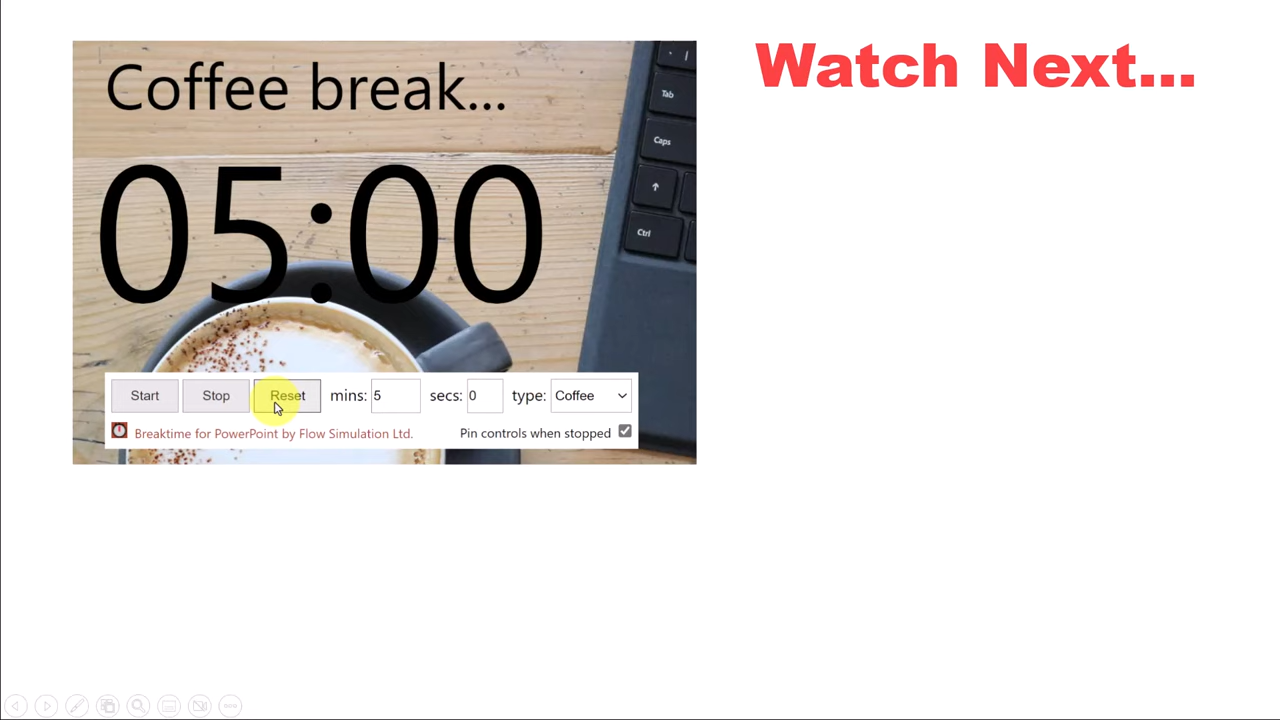 Watch Next...
Coffee break...
05:00
Tab
Caps
Ctrl
Start Stop Reset mins: 5 secs: 0 type: Coffee
Breaktime for PowerPoint by Flow Simulation Ltd. Pin controls when stopped